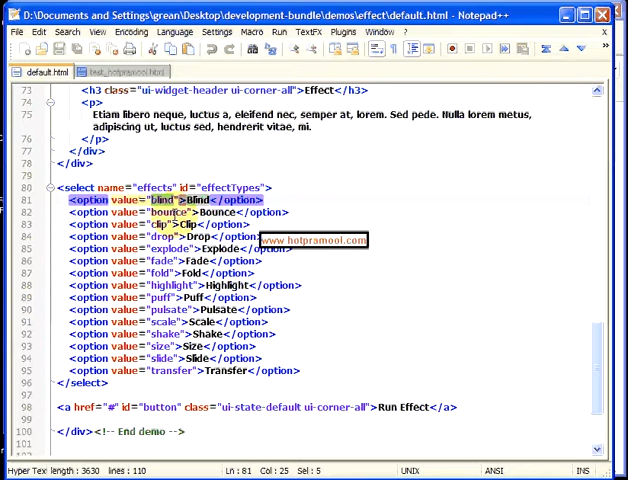 D:\Documents and Settings\grean\Desktop\development-bundle\demos\effect\default.html - Notepad++
File Edit Search View Encoding Language Settings Macro Run TextFX Plugins Window ?
X
default.html test_hotpramool.html
73 <h3 class="ui-widget-header ui-corner-all">Effect</h3>
74 <p>
75 Etiam libero neque, luctus a, eleifend nec, semper at, lorem. Sed pede. Nulla lorem metus,
adipiscing ut, luctus sed, hendrerit vitae, mi.
76 </p>
77 </div>
78 </div>
79
80 <select name="effects" id="effectTypes">
81 <option value="blind">Blind</option>
82 <option value="bounce">Bounce</option>
83 <option value="clip">Clip</option>
84 <option value="drop">Drop</option>
www.hotpramool.com
85 <option value="explode">Explode</option>
86 <option value="fade">Fade</option>
87 <option value="fold">Fold</option>
88 <option value="highlight">Highlight</option>
89 <option value="puff">Puff</option>
90 <option value="pulsate">Pulsate</option>
91 <option value="scale">Scale</option>
92 <option value="shake">Shake</option>
93 <option value="size">Size</option>
94 <option value="slide">Slide</option>
95 <option value="transfer">Transfer</option>
96 </select>
97
98 <a href="#" id="button" class="ui-state-default ui-corner-all">Run Effect</a>
99
100 </div><!-- End demo -->
101
Hyper Tex length : 3630 lines : 110 Ln : 81 Col : 25 Sel : 5 UNIX ANSI INS